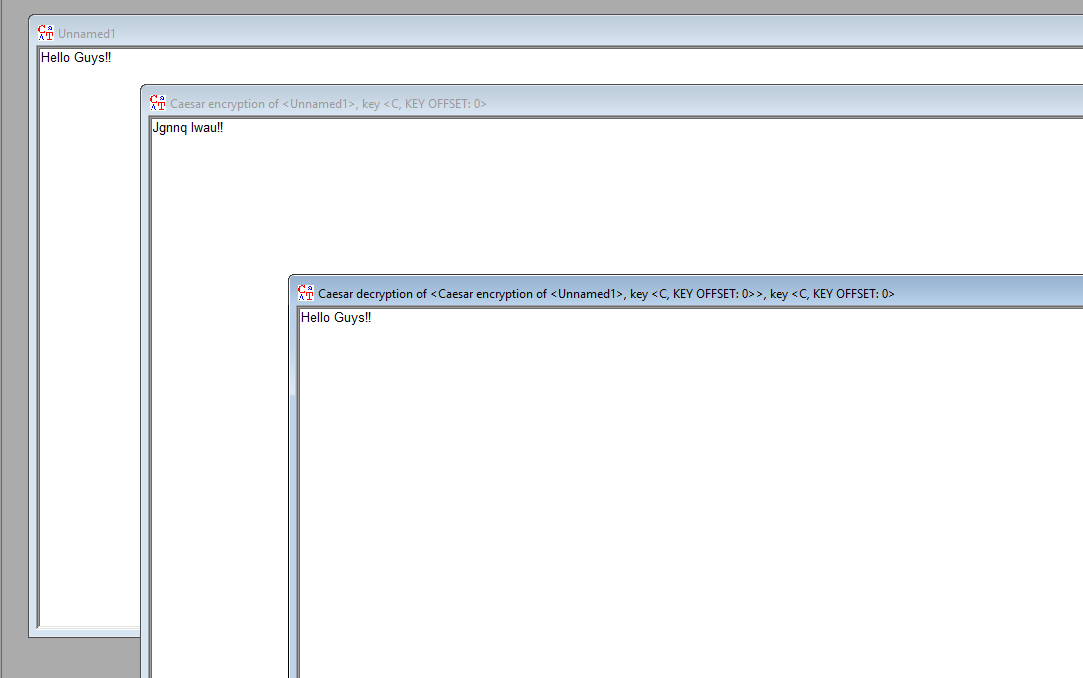 Unnamed1
Hello Guys!!
Caesar encryption of <Unnamed1>, key <C, KEY OFFSET: 0>
Jgnnq Iwau!!
Caesar decryption of <Caesar encryption of <Unnamed1>, key <C, KEY OFFSET: 0>>, key <C, KEY OFFSET: 0>
Hello Guys!!